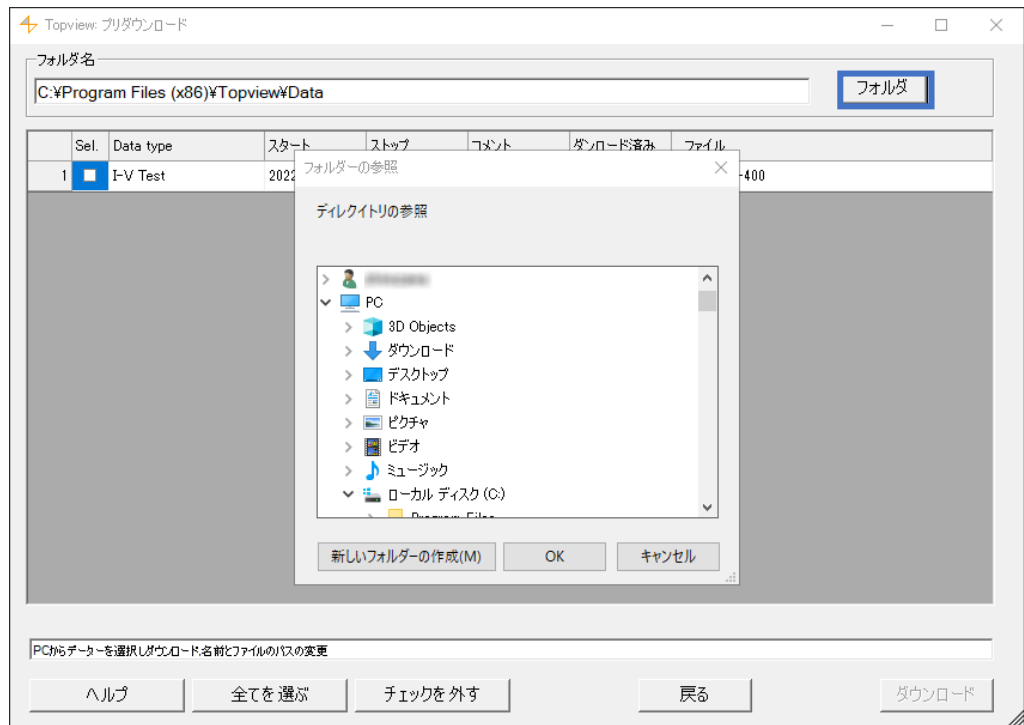 Topview: プリダウンロード
フォルダ名
C:¥Program Files (x86)¥Topview¥Data
フォルダ
Sel. Data type スタート ストップ コメント ダンロード済み ファイル
1 I-V Test 2022 -400
フォルダーの参照
ディレクイトリの参照
PC
3D Objects
ダウンロード
デスクトップ
ドキュメント
ピクチャ
ビデオ
ミュージック
ローカル ディスク (C:)
Program Files
新しいフォルダーの作成(M) OK キャンセル
PCからデーターを選択しダウンロード,名前とファイルのパスの変更
ヘルプ 全てを選ぶ チェックを外す 戻る ダウンロード